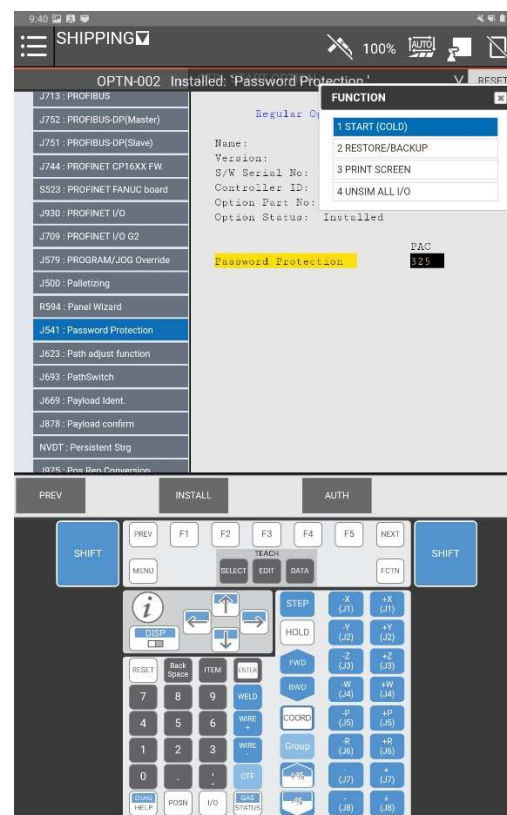 9:40
SHIPPING
100%
AUTO
OPTN-002 Installed: 'Password Protection '
RESET
J713 : PROFIBUS
J752 : PROFIBUS-DP(Master)
J751 : PROFIBUS-DP(Slave)
J744 : PROFINET CP16XX FW.
S523 : PROFINET FANUC board
J930 : PROFINET I/O
J709 : PROFINET I/O G2
J579 : PROGRAM/JOG Override
J500 : Palletizing
R594 : Panel Wizard
J541 : Password Protection
J623 : Path adjust function
J693 : PathSwitch
J669 : Payload Ident.
J878 : Payload confirm
NVDT : Persistent Strg
J975 : Pos Reg Conversion
Regular Op
Name:
Version:
S/W Serial No:
Controller ID:
Option Part No:
Option Status: Installed
PAC
Password Protection 325
FUNCTION
1 START (COLD)
2 RESTORE/BACKUP
3 PRINT SCREEN
4 UNSIM ALL I/O
PREV INSTALL AUTH
SHIFT
PREV F1 F2 F3 F4 F5 NEXT
SHIFT
TEACH
MENU SELECT EDIT DATA FCTN
i
DISP
STEP -X (J1) +X (J1)
HOLD -Y (J2) +Y (J2)
FWD -Z (J3) +Z (J3)
BWD -W (J4) +W (J4)
COORD -P (J5) +P (J5)
Group -R (J6) +R (J6)
+% - (J7) + (J7)
-% - (J8) + (J8)
RESET Back Space ITEM ENTER
7 8 9 WELD
4 5 6 WIRE +
1 2 3 WIRE -
0 . , - OTF
DIAG HELP POSN I/O GAS STATUS